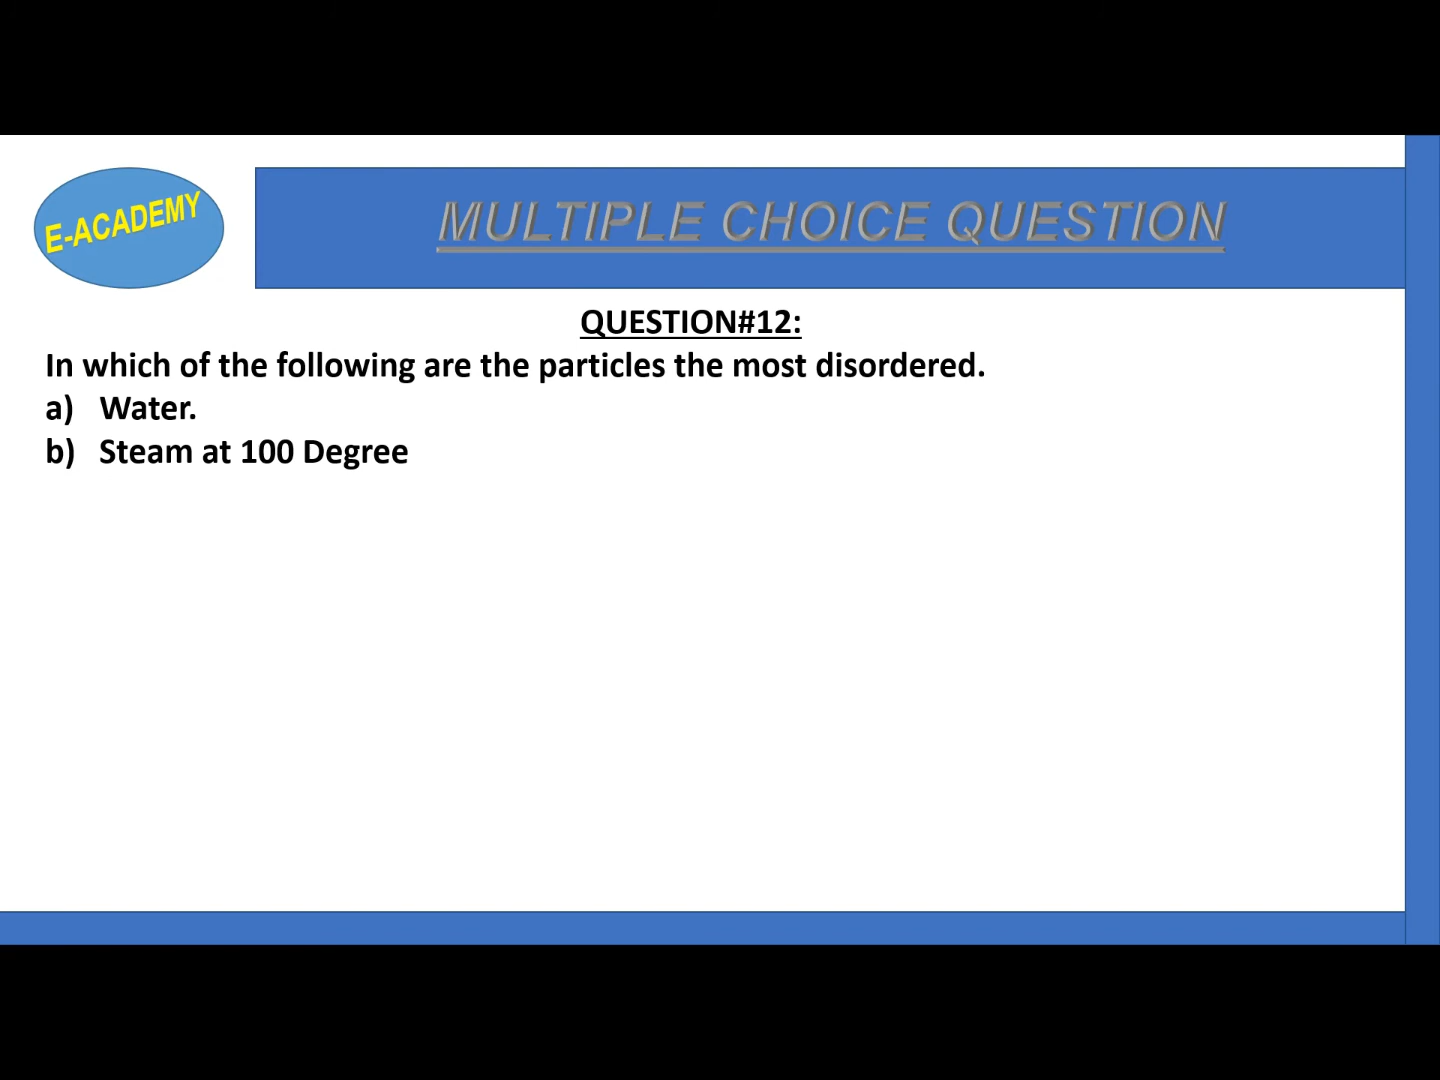 E-ACADEMY
MULTIPLE CHOICE QUESTION
QUESTION#12:
In which of the following are the particles the most disordered.
a) Water.
b) Steam at 100 Degree